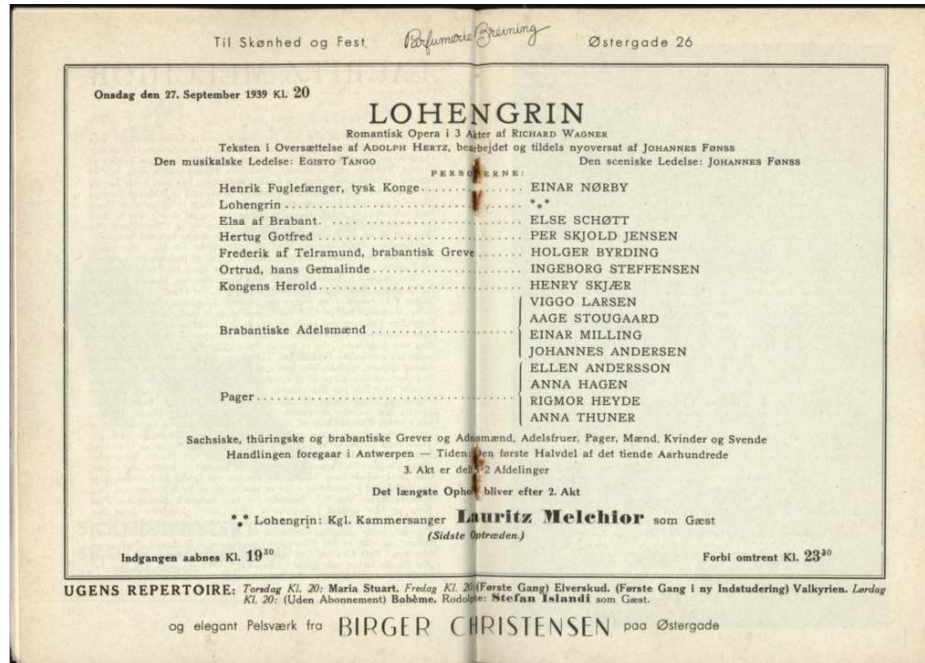 Til Skønhed og Fest Parfumerie Breining Østergade 26
Onsdag den 27. September 1939 Kl. 20
LOHENGRIN
Romantisk Opera i 3 Akter af RICHARD WAGNER
Teksten i Oversættelse af ADOLPH HERTZ, bearbejdet og tildels nyoversat af JOHANNES FØNSS
Den musikalske Ledelse: EGISTO TANGO Den sceniske Ledelse: JOHANNES FØNSS
PERSONERNE:
Henrik Fuglefænger, tysk Konge EINAR NØRBY
Lohengrin *.*
Elsa af Brabant ELSE SCHØTT
Hertug Gotfred PER SKJOLD JENSEN
Frederik af Telramund, brabantisk Greve HOLGER BYRDING
Ortrud, hans Gemalinde INGEBORG STEFFENSEN
Kongens Herold HENRY SKJÆR
VIGGO LARSEN
AAGE STOUGAARD
Brabantiske Adelsmænd EINAR MILLING
JOHANNES ANDERSEN
ELLEN ANDERSSON
ANNA HAGEN
Pager RIGMOR HEYDE
ANNA THUNER
Sachsiske, thüringske og brabantiske Grever og Adelsmænd, Adelsfruer, Pager, Mænd, Kvinder og Svende
Handlingen foregaar i Antwerpen — Tiden: Den første Halvdel af det tiende Aarhundrede
3. Akt er delt i 2 Afdelinger
Det længste Ophold bliver efter 2. Akt
*.* Lohengrin: Kgl. Kammersanger Lauritz Melchior som Gæst
(Sidste Optræden.)
Indgangen aabnes Kl. 19³⁰ Forbi omtrent Kl. 23³⁰
UGENS REPERTOIRE: Torsdag Kl. 20: Maria Stuart. Fredag Kl. 20: (Første Gang) Elverskud. (Første Gang i ny Indstudering) Valkyrien. Lørdag
Kl. 20: (Uden Abonnement) Bohème. Rodolphe: Stefan Islandi som Gæst.
og elegant Pelsværk fra BIRGER CHRISTENSEN paa Østergade